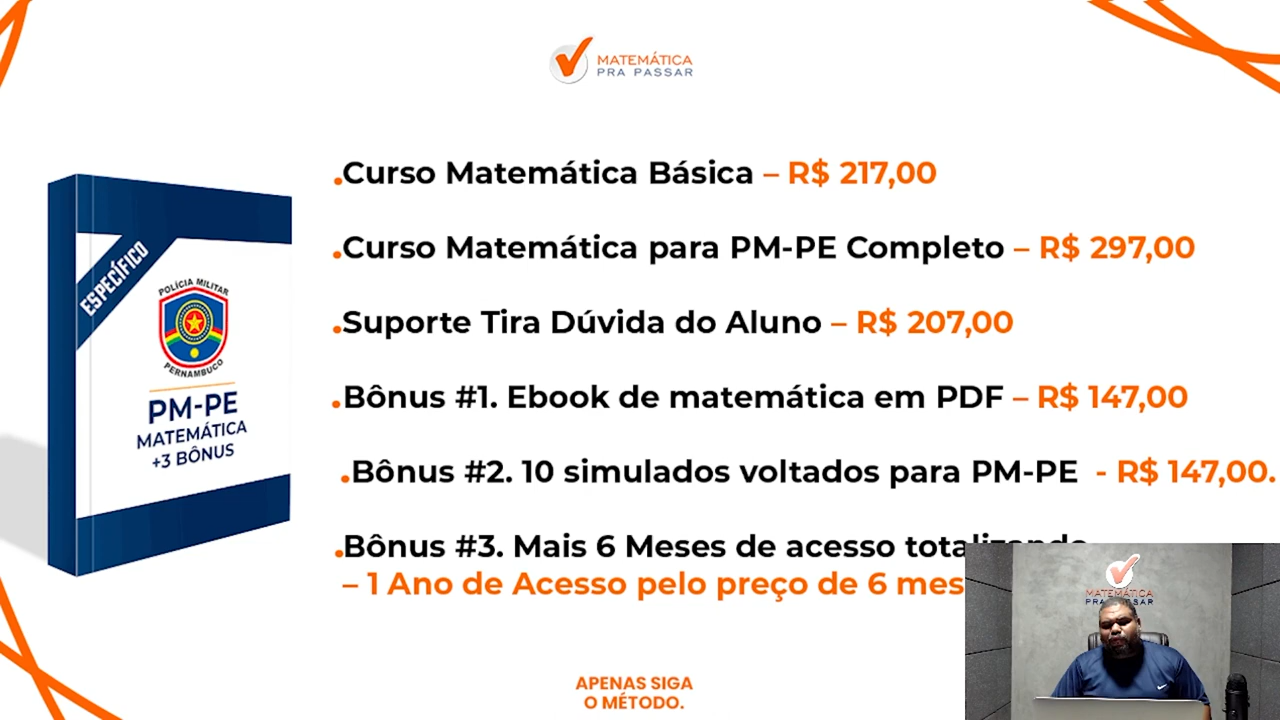 MATEMÁTICA
PRA PASSAR
.Curso Matemática Básica – R$ 217,00
.Curso Matemática para PM-PE Completo – R$ 297,00
.Suporte Tira Dúvida do Aluno – R$ 207,00
.Bônus #1. Ebook de matemática em PDF – R$ 147,00
.Bônus #2. 10 simulados voltados para PM-PE - R$ 147,00.
.Bônus #3. Mais 6 Meses de acesso totalizando
– 1 Ano de Acesso pelo preço de 6 mes
ESPECÍFICO
POLÍCIA MILITAR
PERNAMBUCO
PM-PE
MATEMÁTICA
+3 BÔNUS
MATEMÁTICA
PRA PASSAR
APENAS SIGA
O MÉTODO.